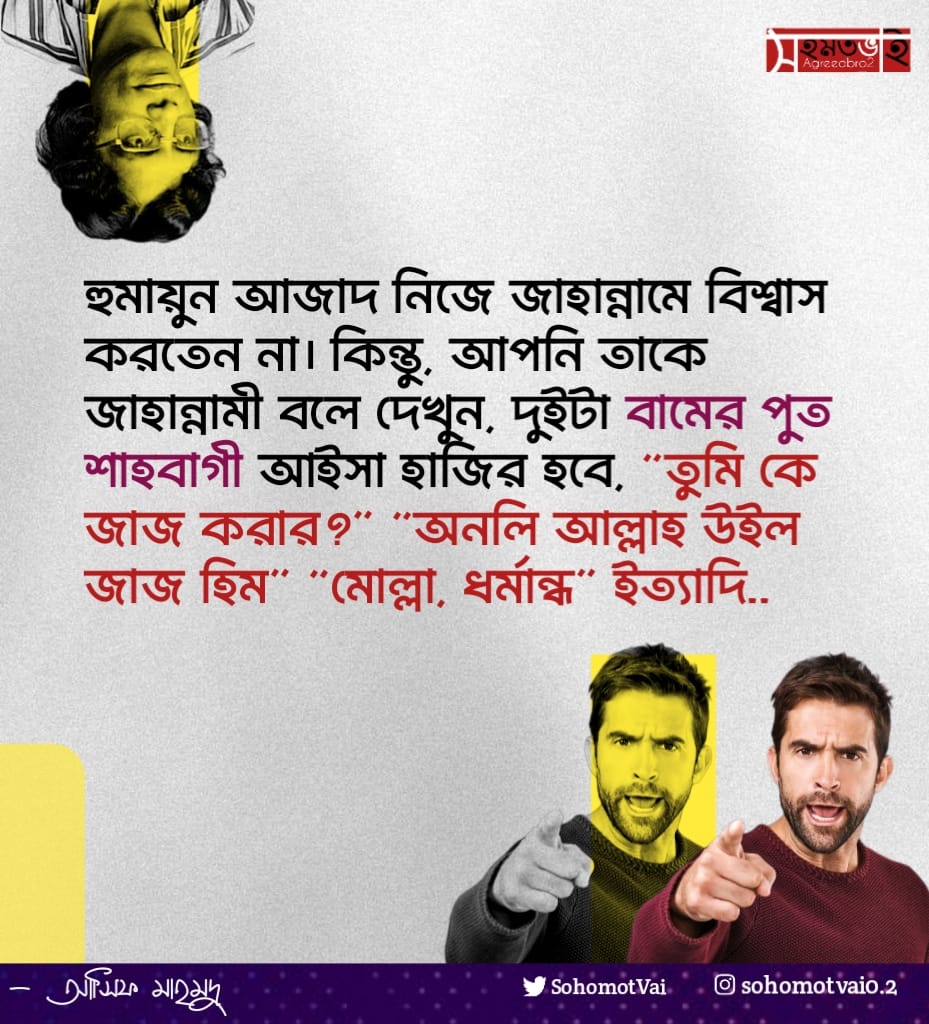 সহমতভাই
Agreeabro2
হুমায়ুন আজাদ নিজে জাহান্নামে বিশ্বাস
করতেন না। কিন্তু, আপনি তাকে
জাহান্নামী বলে দেখুন, দুইটা বামের পুত
শাহবাগী আইসা হাজির হবে, "তুমি কে
জাজ করার?" "অনলি আল্লাহ উইল
জাজ হিম" "মোল্লা, ধর্মান্ধ" ইত্যাদি..
– আসিফ মাহমুদ
SohomotVai
sohomotvai0.2